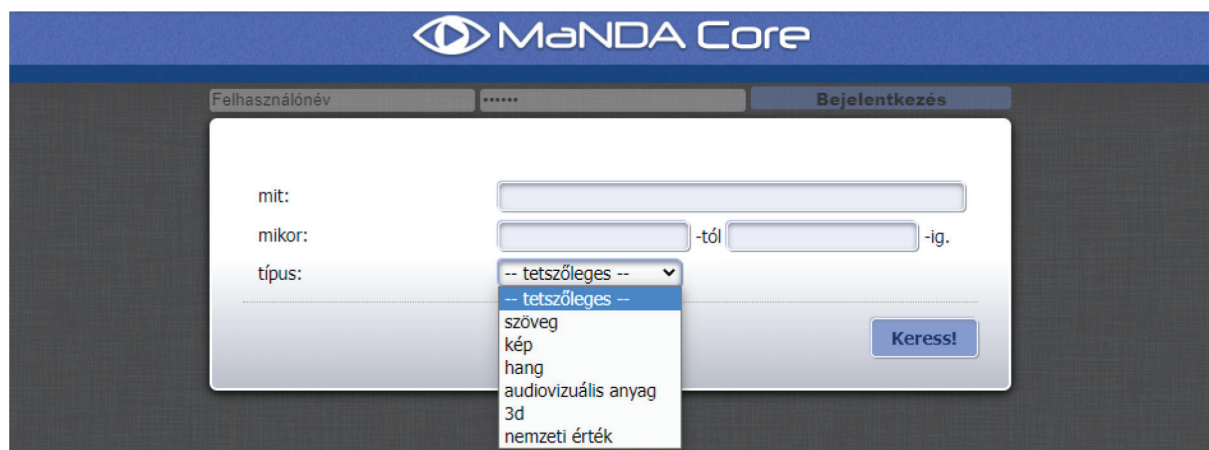 MaNDA Core
Felhasználónév •••••• Bejelentkezés
mit:
mikor: -tól -ig.
típus: -- tetszőleges --
-- tetszőleges --
szöveg
kép
hang
audiovizuális anyag
3d
nemzeti érték
Keress!